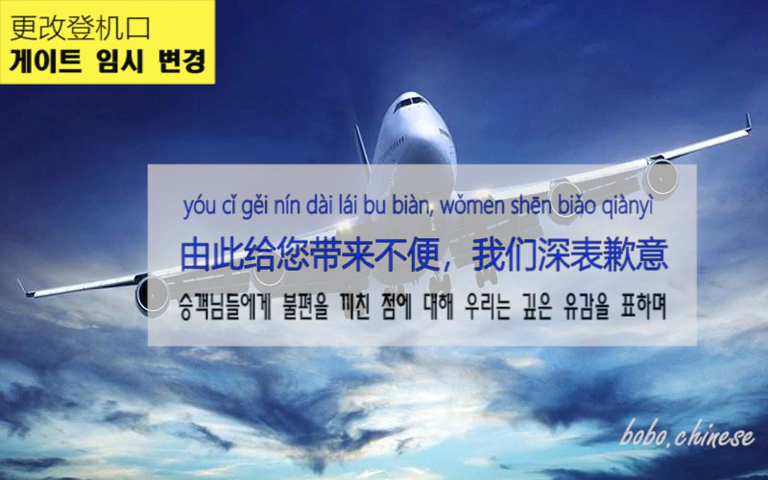 更改登机口
게이트 임시 변경
yóu cǐ gěi nín dài lái bu biàn, wǒmen shēn biǎo qiànyì
由此给您带来不便，我们深表歉意
승객님들에게 불편을 끼친 점에 대해 우리는 깊은 유감을 표하며
bobo.chinese